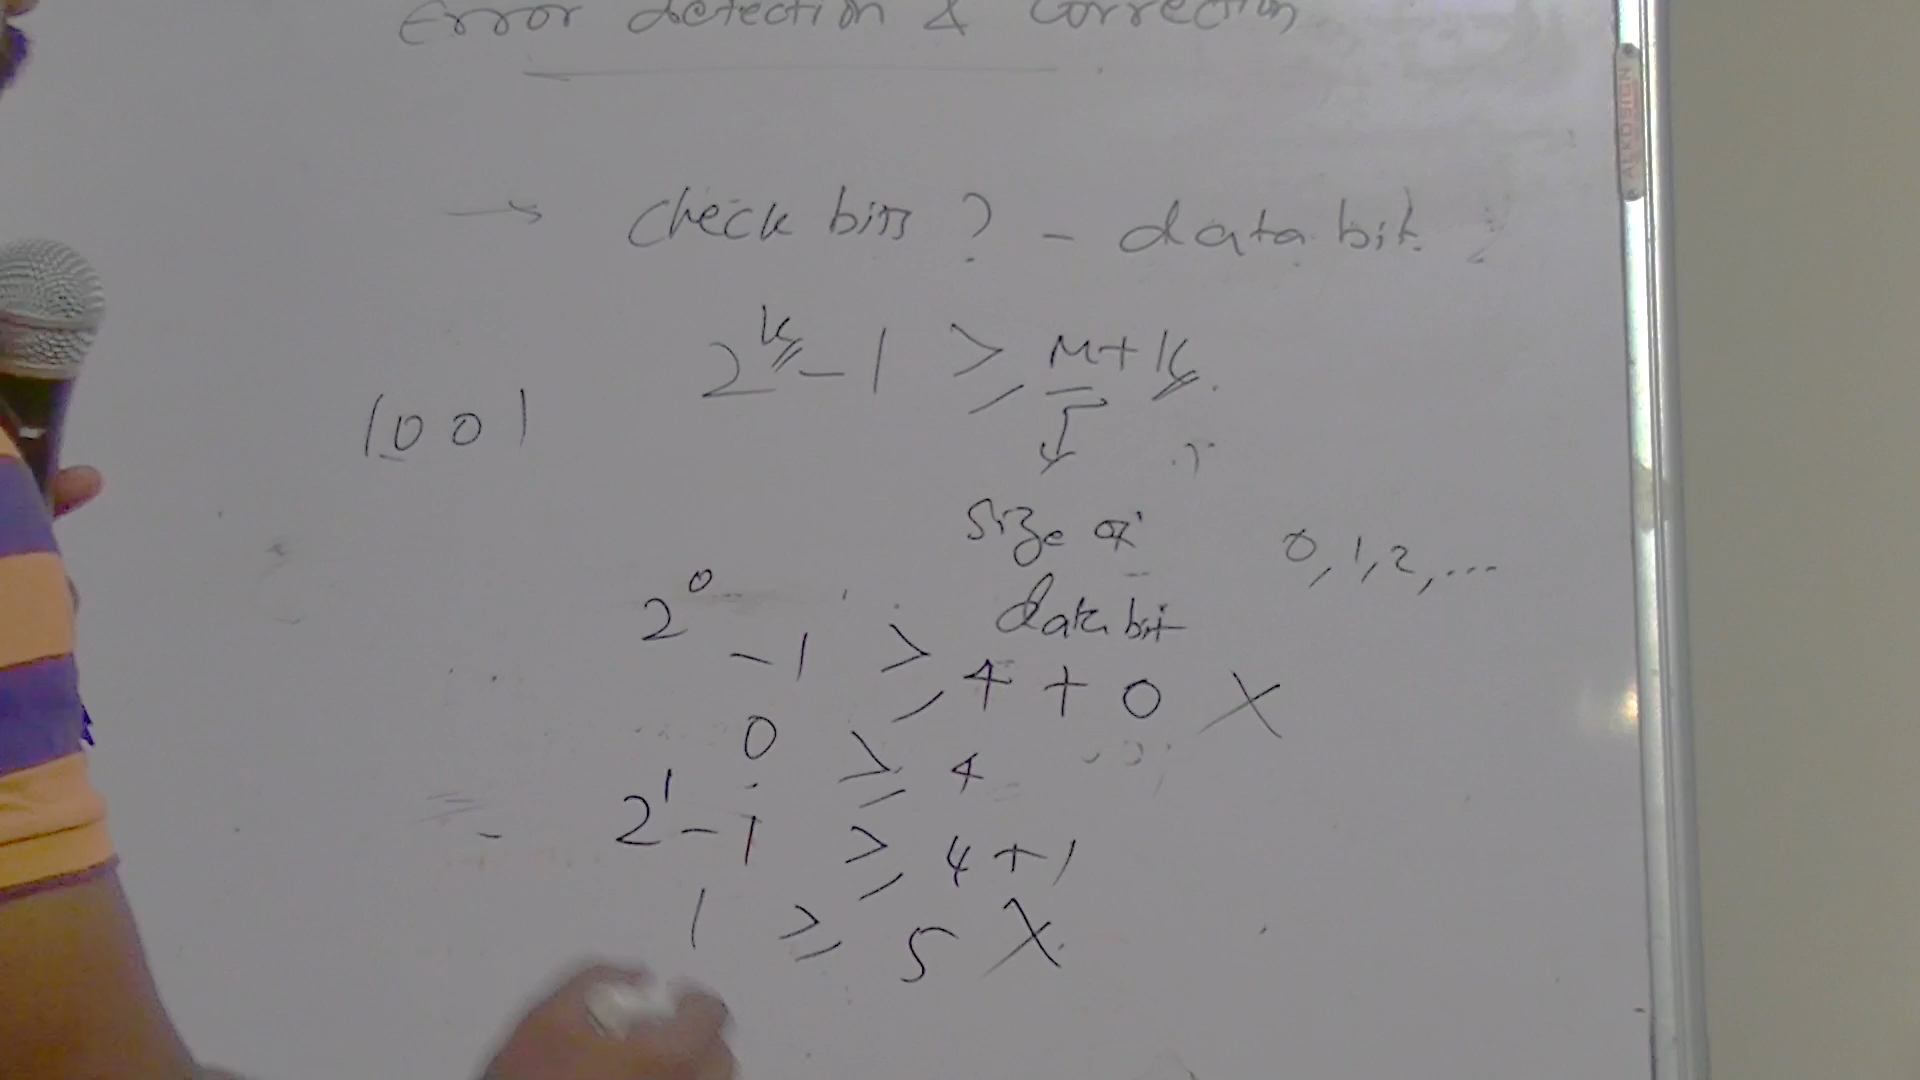 Error detection & Correction
→ Check bits ? - data bit ?
2^K - 1 ≥ M + K
1001
size of
data bit
0, 1, 2, ...
2^0 - 1 ≥ 4 + 0 X
0 ≥ 4
2^1 - 1 ≥ 4 + 1
1 ≥ 5 X
ALKOSIGN